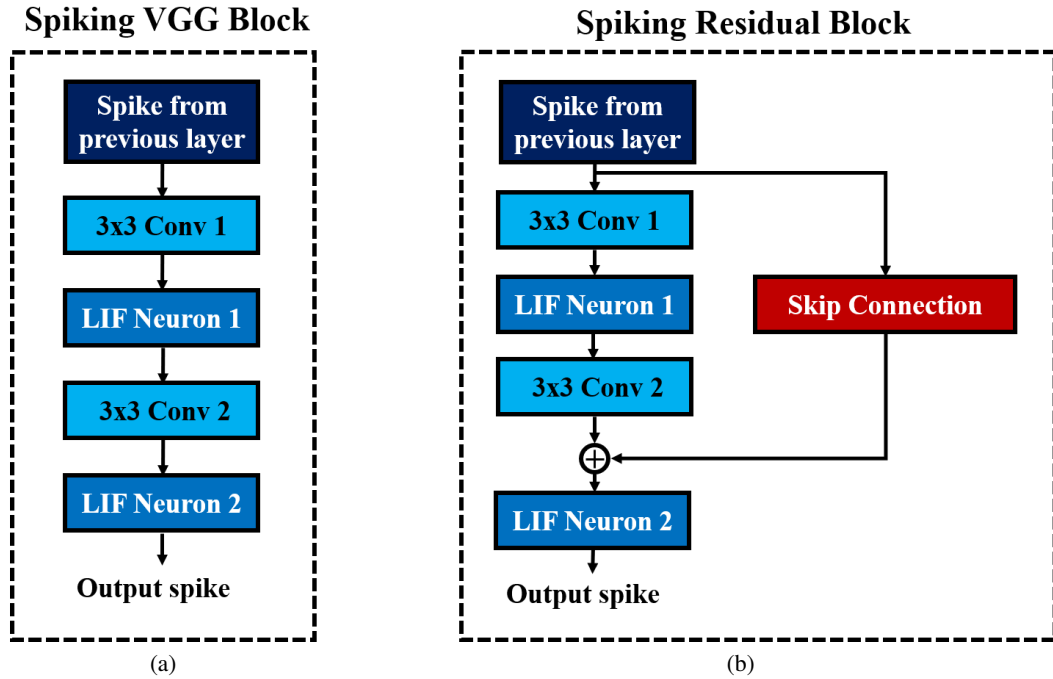 Spiking VGG Block
Spike from
previous layer
3x3 Conv 1
LIF Neuron 1
3x3 Conv 2
LIF Neuron 2
Output spike
(a)
Spiking Residual Block
Spike from
previous layer
3x3 Conv 1
LIF Neuron 1
Skip Connection
3x3 Conv 2
LIF Neuron 2
Output spike
(b)